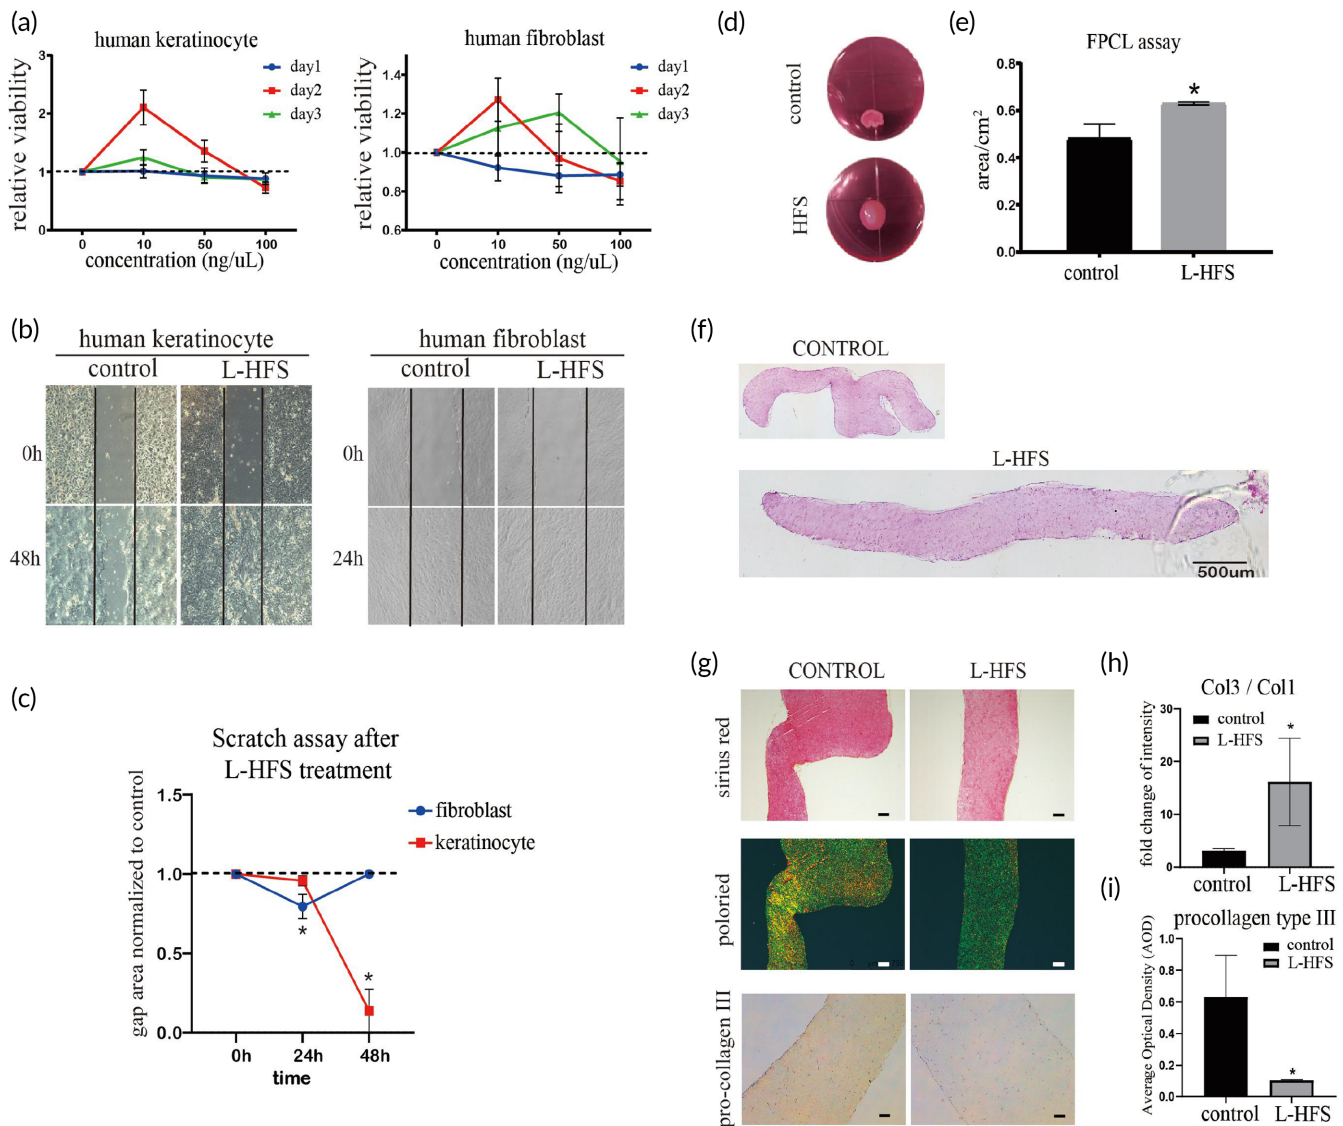 (a)
human keratinocyte
relative viability
3
2
1
0
day1
day2
day3
0
10
50
100
concentration (ng/uL)
human fibroblast
relative viability
1.4
1.2
1.0
0.8
0.6
day1
day2
day3
0
10
50
100
concentration (ng/uL)
(b)
human keratinocyte
control
L-HFS
0h
48h
human fibroblast
control
L-HFS
0h
24h
(c)
Scratch assay after
L-HFS treatment
gap area normalized to control
1.5
1.0
0.5
0.0
fibroblast
keratinocyte
*
*
0h
24h
48h
time
(d)
control
HFS
(e)
FPCL assay
area/cm2
0.8
0.6
0.4
0.2
0.0
*
control
L-HFS
(f)
CONTROL
L-HFS
500um
(g)
CONTROL
L-HFS
sirius red
poloried
pro-collagen III
(h)
Col3 / Col1
fold change of intensity
30
20
10
0
control
L-HFS
*
control
L-HFS
(i)
procollagen type III
Average Optical Density (AOD)
1.0
0.8
0.6
0.4
0.2
0.0
control
L-HFS
*
control
L-HFS